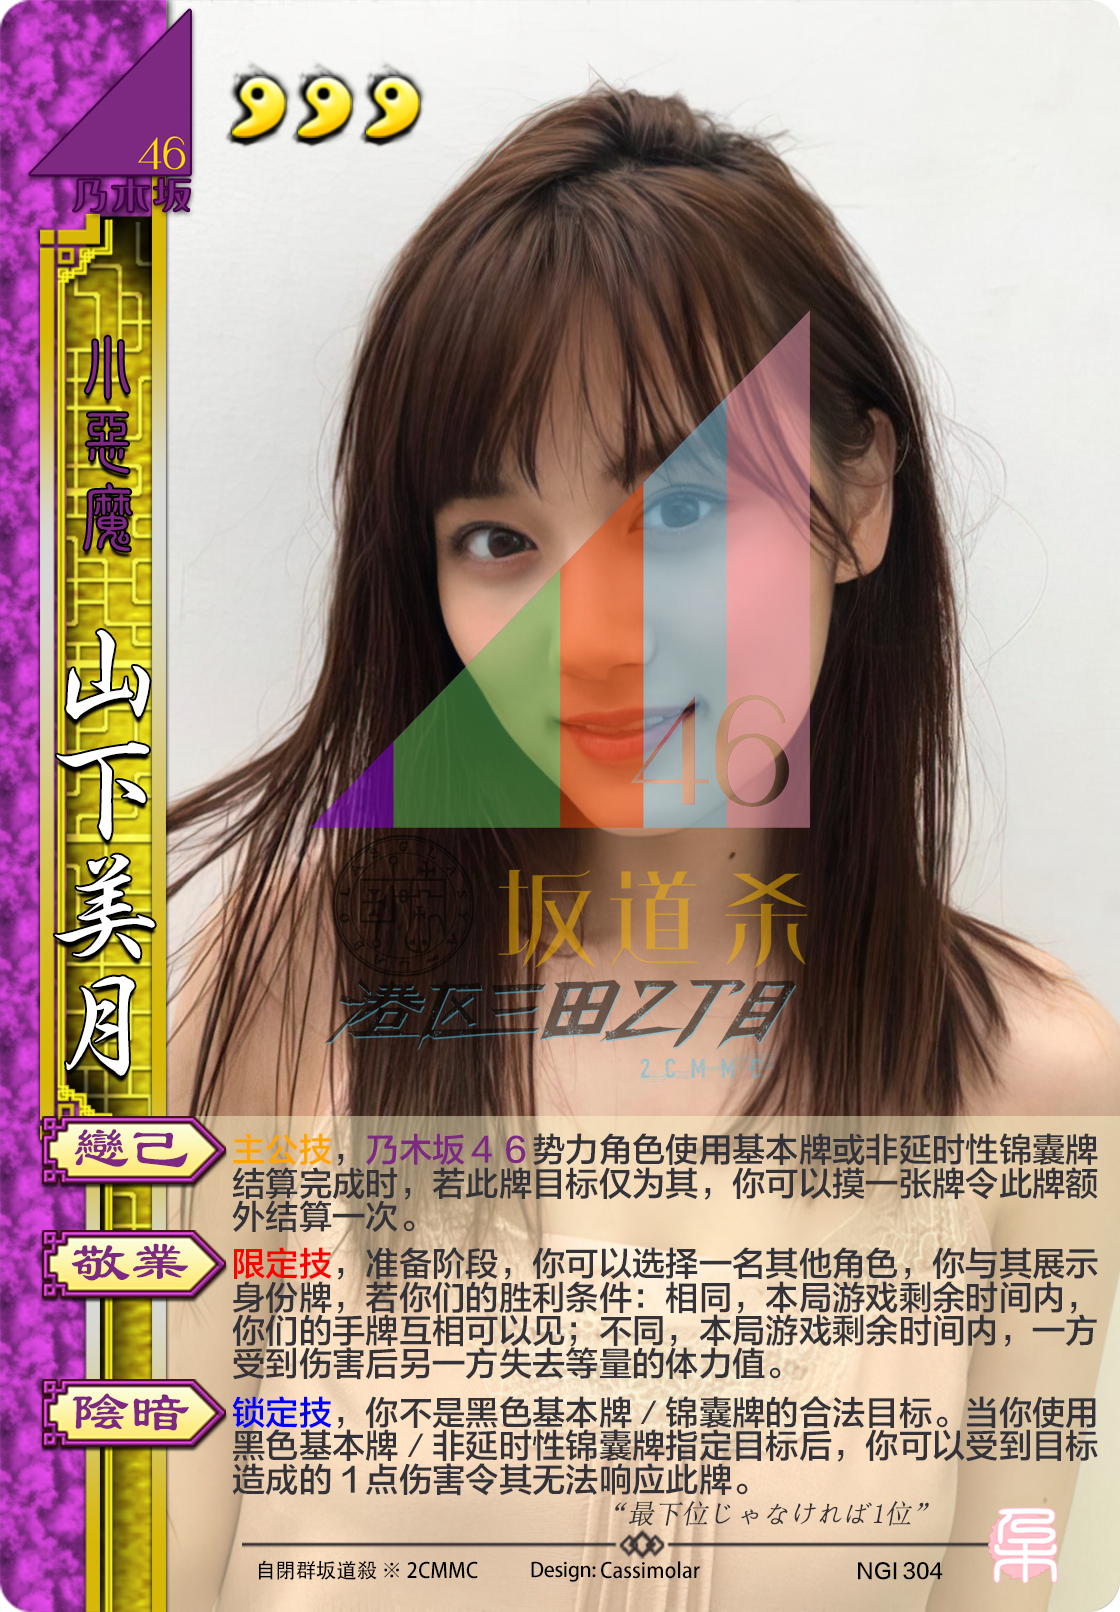 46
乃木坂
小惡魔
山下美月
46
坂道杀
港区三田乙丁目
2CMMC
戀己
主公技，乃木坂４６势力角色使用基本牌或非延时性锦囊牌
结算完成时，若此牌目标仅为其，你可以摸一张牌令此牌额
外结算一次。
敬業
限定技，准备阶段，你可以选择一名其他角色，你与其展示
身份牌，若你们的胜利条件：相同，本局游戏剩余时间内，
你们的手牌互相可以见；不同，本局游戏剩余时间内，一方
受到伤害后另一方失去等量的体力值。
陰暗
锁定技，你不是黑色基本牌/锦囊牌的合法目标。当你使用
黑色基本牌/非延时性锦囊牌指定目标后，你可以受到目标
造成的１点伤害令其无法响应此牌。
“最下位じゃなければ1位”
自閉群坂道殺 ※ 2CMMC Design: Cassimolar NGI 304